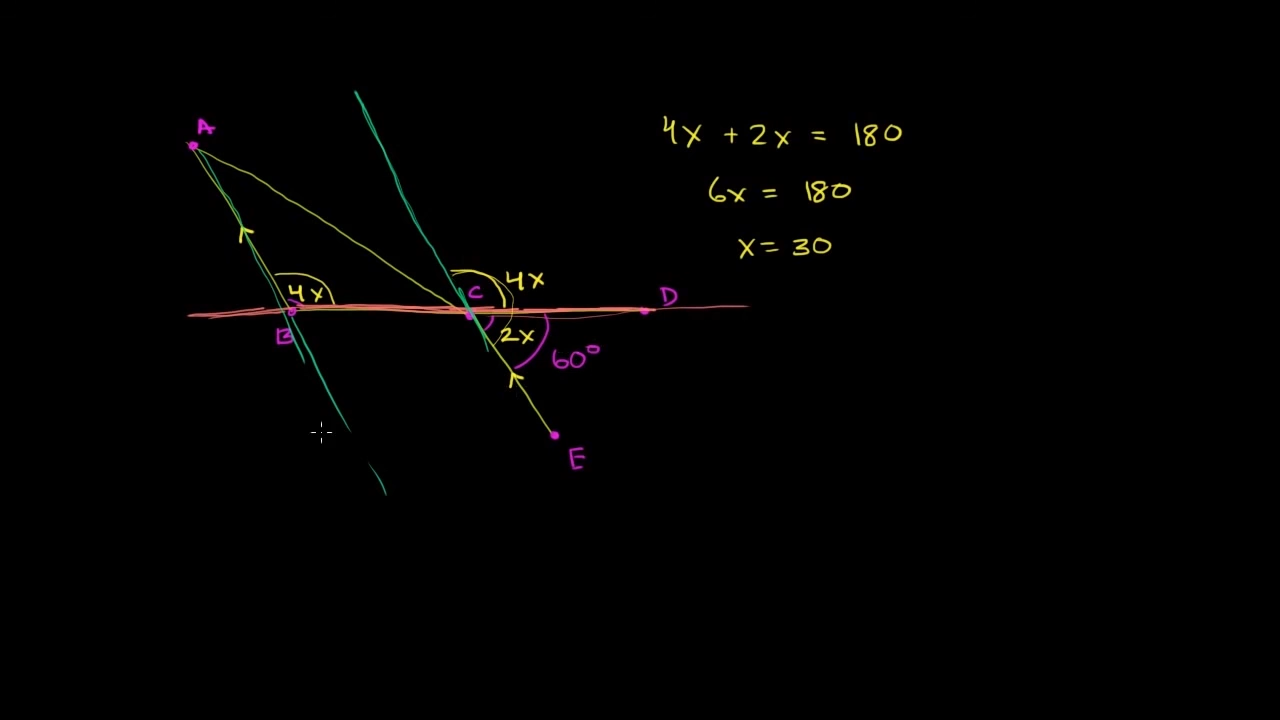 A
4x + 2x = 180
6x = 180
x = 30
4x
4x
C
D
B
2x
60°
E